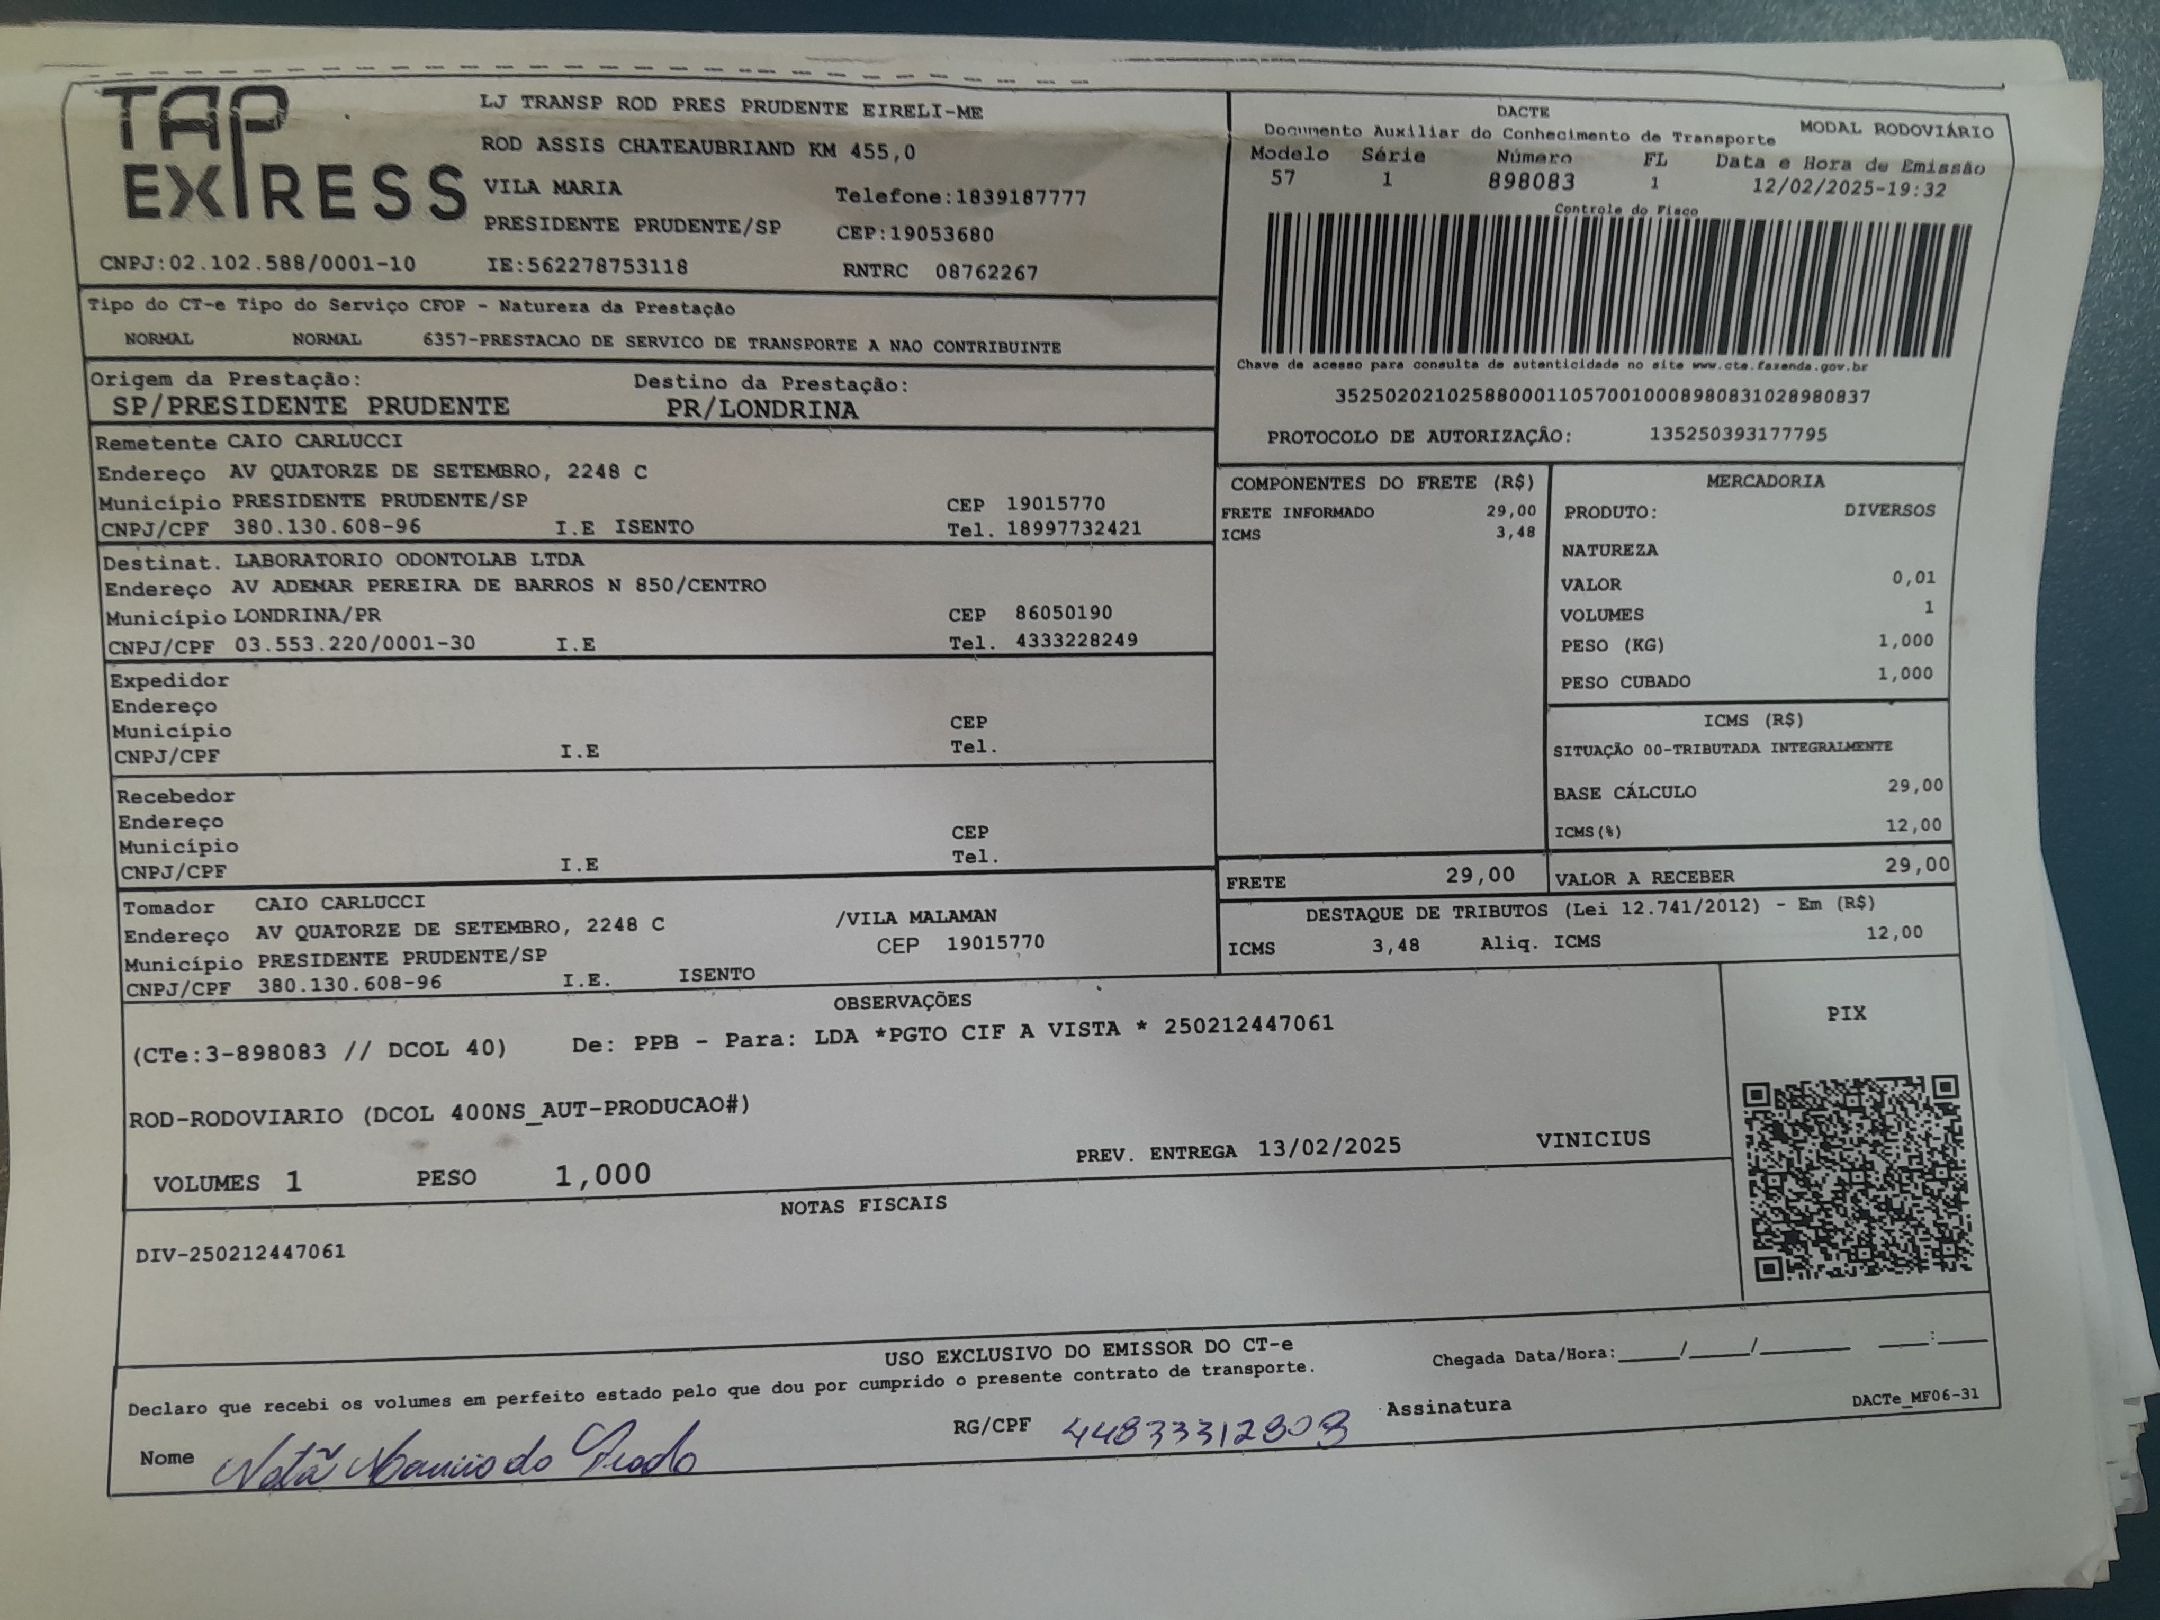 TAP EXPRESS
LJ TRANSP ROD PRES PRUDENTE EIRELI-ME
ROD ASSIS CHATEAUBRIAND KM 455,0
VILA MARIA Telefone:1839187777
PRESIDENTE PRUDENTE/SP CEP:19053680
CNPJ:02.102.588/0001-10 IE:562278753118 RNTRC 08762267
DACTE
Documento Auxiliar do Conhecimento de Transporte MODAL RODOVIÁRIO
Modelo Série Número FL Data e Hora de Emissão
57 1 898083 1 12/02/2025-19:32
Controle do Fisco
Chave de acesso para consulta de autenticidade no site www.cte.fazenda.gov.br
35250202102588000110570010008980831028980837
PROTOCOLO DE AUTORIZAÇÃO: 135250393177795
Tipo do CT-e Tipo do Serviço CFOP - Natureza da Prestação
NORMAL NORMAL 6357-PRESTACAO DE SERVICO DE TRANSPORTE A NAO CONTRIBUINTE
Origem da Prestação: Destino da Prestação:
SP/PRESIDENTE PRUDENTE PR/LONDRINA
Remetente CAIO CARLUCCI
Endereço AV QUATORZE DE SETEMBRO, 2248 C
Município PRESIDENTE PRUDENTE/SP CEP 19015770
CNPJ/CPF 380.130.608-96 I.E ISENTO Tel. 18997732421
Destinat. LABORATORIO ODONTOLAB LTDA
Endereço AV ADEMAR PEREIRA DE BARROS N 850/CENTRO
Município LONDRINA/PR CEP 86050190
CNPJ/CPF 03.553.220/0001-30 I.E Tel. 4333228249
Expedidor
Endereço
Município CEP
CNPJ/CPF I.E Tel.
Recebedor
Endereço
Município CEP
CNPJ/CPF I.E Tel.
Tomador CAIO CARLUCCI
Endereço AV QUATORZE DE SETEMBRO, 2248 C /VILA MALAMAN
Município PRESIDENTE PRUDENTE/SP CEP 19015770
CNPJ/CPF 380.130.608-96 I.E. ISENTO
COMPONENTES DO FRETE (R$)
FRETE INFORMADO 29,00
ICMS 3,48
MERCADORIA
PRODUTO: DIVERSOS
NATUREZA
VALOR 0,01
VOLUMES 1
PESO (KG) 1,000
PESO CUBADO 1,000
ICMS (R$)
SITUAÇÃO 00-TRIBUTADA INTEGRALMENTE
BASE CÁLCULO 29,00
ICMS(%) 12,00
FRETE 29,00 VALOR A RECEBER 29,00
DESTAQUE DE TRIBUTOS (Lei 12.741/2012) - Em (R$)
ICMS 3,48 Aliq. ICMS 12,00
OBSERVAÇÕES
(CTe:3-898083 // DCOL 40) De: PPB - Para: LDA *PGTO CIF A VISTA * 250212447061
ROD-RODOVIARIO (DCOL 400NS_AUT-PRODUCAO#)
PREV. ENTREGA 13/02/2025 VINICIUS
VOLUMES 1 PESO 1,000
PIX
NOTAS FISCAIS
DIV-250212447061
USO EXCLUSIVO DO EMISSOR DO CT-e
Declaro que recebi os volumes em perfeito estado pelo que dou por cumprido o presente contrato de transporte.
Chegada Data/Hora:____/____/______ ___:___
Nome Natã do Prado RG/CPF 44833312808 Assinatura
DACTe_MF06-31